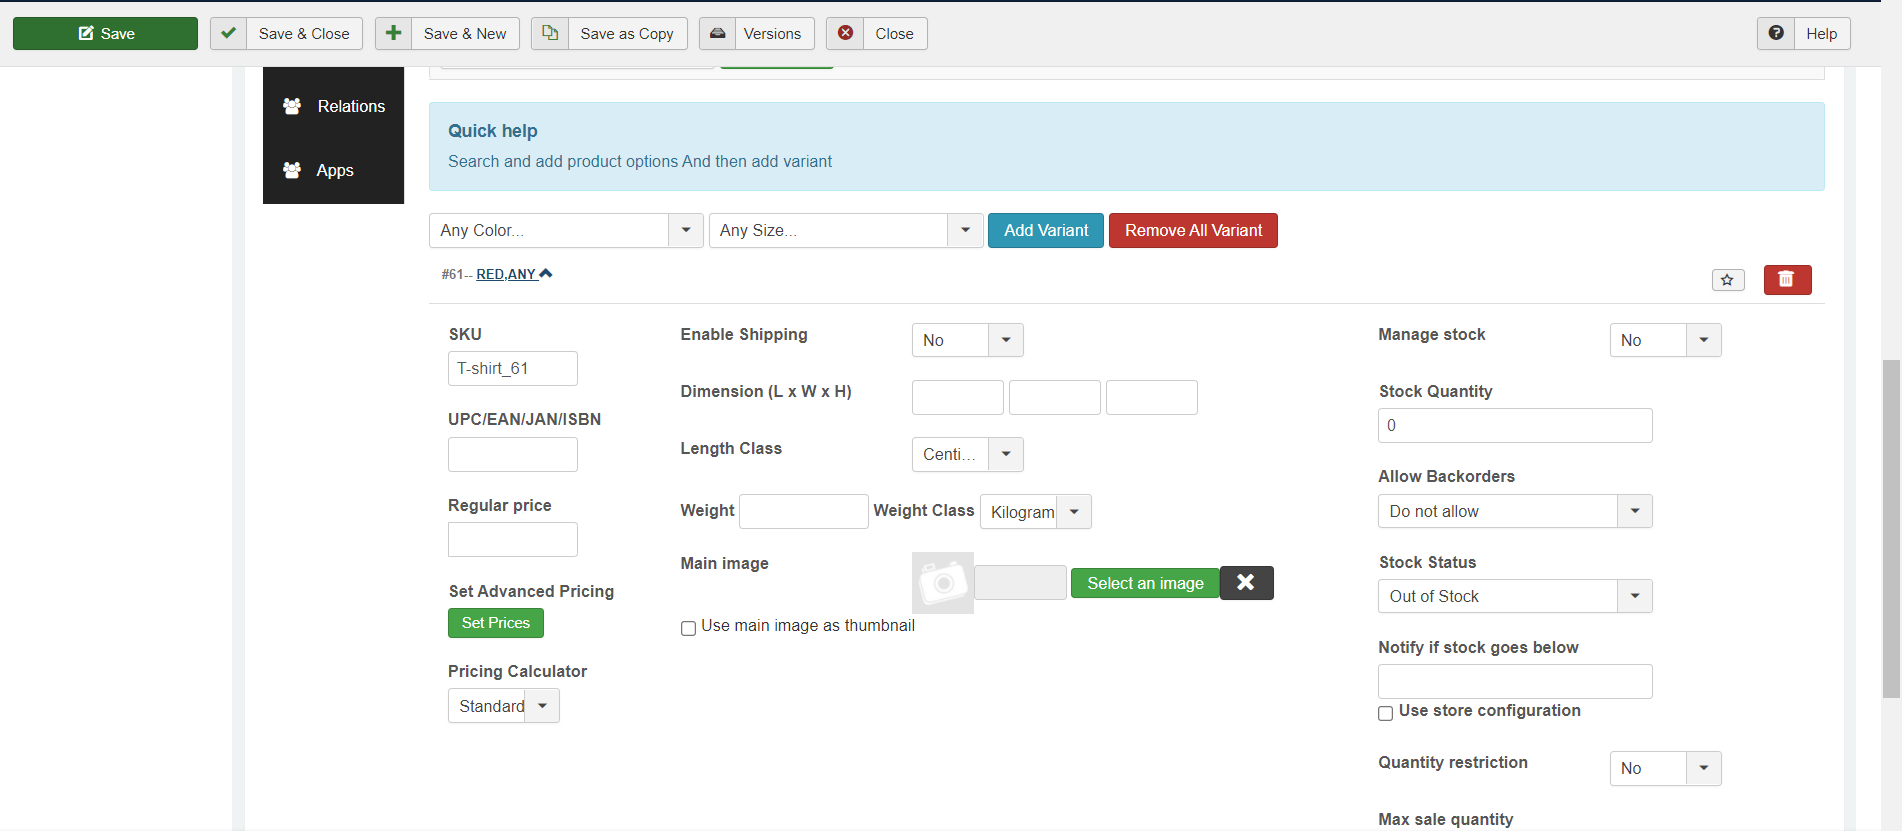 Save
Save & Close
Save & New
Save as Copy
Versions
Close
Help
Relations
Apps
Quick help
Search and add product options And then add variant
Any Color...
Any Size...
Add Variant
Remove All Variant
#61-- RED,ANY
SKU
T-shirt_61
UPC/EAN/JAN/ISBN
Regular price
Set Advanced Pricing
Set Prices
Pricing Calculator
Standard
Enable Shipping
No
Dimension (L x W x H)
Length Class
Centi...
Weight
Weight Class
Kilogram
Main image
Select an image
Use main image as thumbnail
Manage stock
No
Stock Quantity
0
Allow Backorders
Do not allow
Stock Status
Out of Stock
Notify if stock goes below
Use store configuration
Quantity restriction
No
Max sale quantity